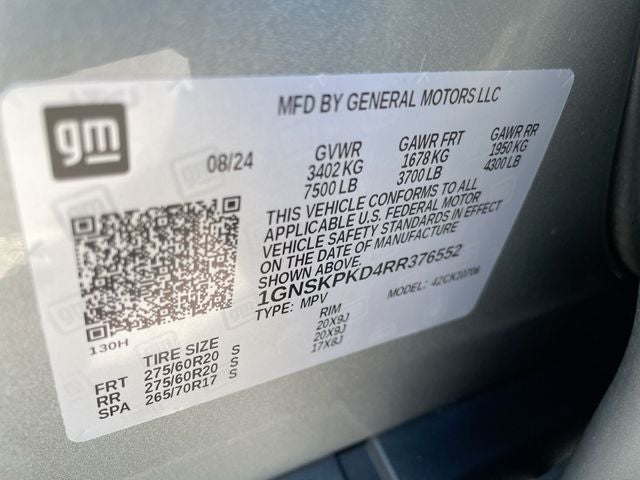 gm
MFD BY GENERAL MOTORS LLC
08/24
GVWR GAWR FRT GAWR RR
3402 KG 1678 KG 1950 KG
7500 LB 3700 LB 4300 LB
THIS VEHICLE CONFORMS TO ALL
APPLICABLE U.S. FEDERAL MOTOR
VEHICLE SAFETY STANDARDS IN EFFECT
ON THE DATE OF MANUFACTURE
SHOWN ABOVE.
1GNSKPKD4RR376552
TYPE: MPV MODEL: 42CK10706
130H
TIRE SIZE RIM
FRT 275/60R20 S 20X9J
RR 275/60R20 S 20X9J
SPA 265/70R17 S 17X8J